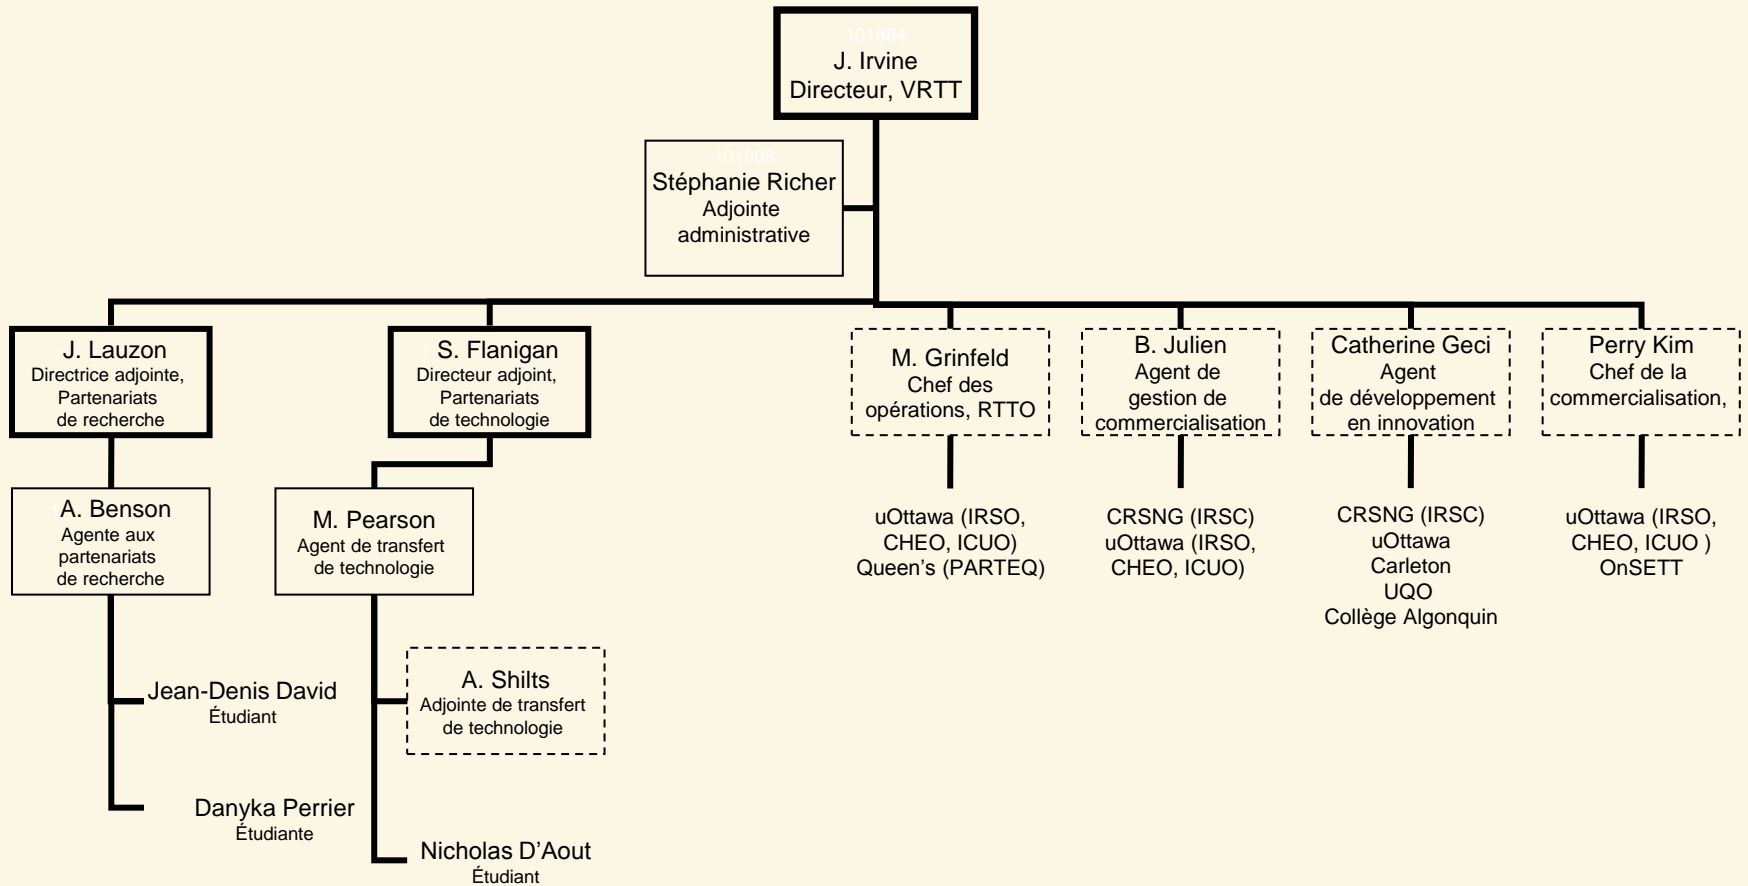 101864
J. Irvine
Directeur, VRTT
101908
Stéphanie Richer
Adjointe
administrative
J. Lauzon
Directrice adjointe,
Partenariats
de recherche
S. Flanigan
Directeur adjoint,
Partenariats
de technologie
M. Grinfeld
Chef des
opérations, RTTO
B. Julien
Agent de
gestion de
commercialisation
Catherine Geci
Agent
de développement
en innovation
Perry Kim
Chef de la
commercialisation,
A. Benson
Agente aux
partenariats
de recherche
M. Pearson
Agent de transfert
de technologie
uOttawa (IRSO,
CHEO, ICUO)
Queen's (PARTEQ)
CRSNG (IRSC)
uOttawa (IRSO,
CHEO, ICUO)
CRSNG (IRSC)
uOttawa
Carleton
UQO
Collège Algonquin
uOttawa (IRSO,
CHEO, ICUO )
OnSETT
Jean-Denis David
Étudiant
A. Shilts
Adjointe de transfert
de technologie
Danyka Perrier
Étudiante
Nicholas D'Aout
Étudiant